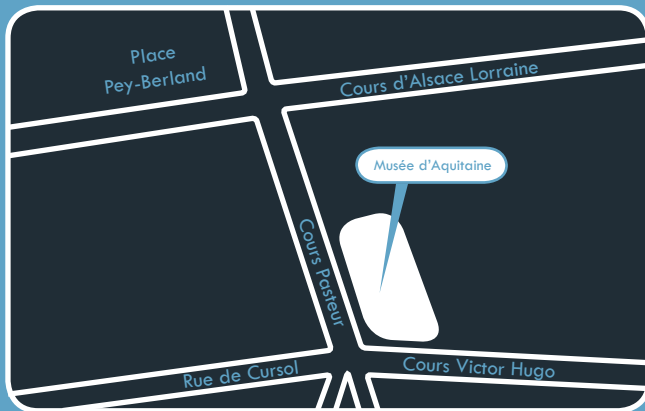 Place
Pey-Berland
Cours d'Alsace Lorraine
Musée d'Aquitaine
Cours Pasteur
Rue de Cursol
Cours Victor Hugo